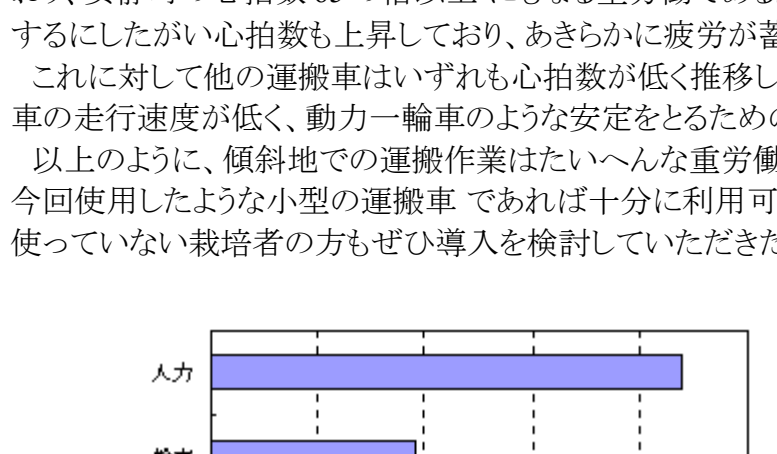 するにしたがい心拍数も上昇しており、あきらかに疲労が
これに対して他の運搬車はいずれも心拍数が低く推移し
車の走行速度が低く、動力一輪車のような安定をとるための
以上のように、傾斜地での運搬作業はたいへんな重労働
今回使用したような小型の運搬車 であれば十分に利用可
使っていない栽培者の方もぜひ導入を検討していただきた
人力